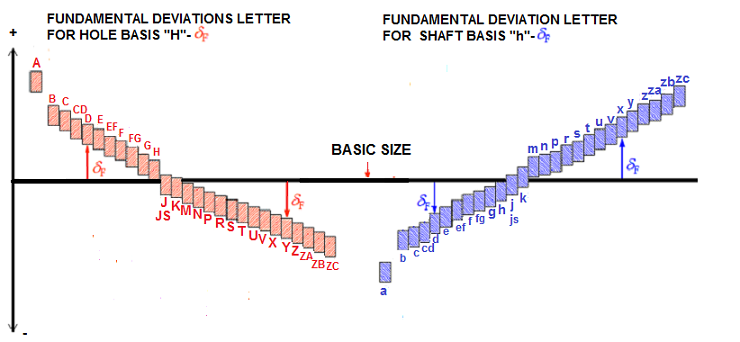 FUNDAMENTAL DEVIATIONS LETTER
FOR HOLE BASIS "H"- δF
FUNDAMENTAL DEVIATION LETTER
FOR SHAFT BASIS "h"- δF
+
A
B
C
CD
D
E
EF
F
FG
G
H
δF
J
JS
K
M
N
P
R
S
T
U
V
X
Y
Z
ZA
ZB
ZC
δF
BASIC SIZE
a
b
c
cd
d
e
ef
f
fg
g
h
j
js
k
δF
m
n
p
r
s
t
u
v
x
y
z
za
zb
zc
δF
-